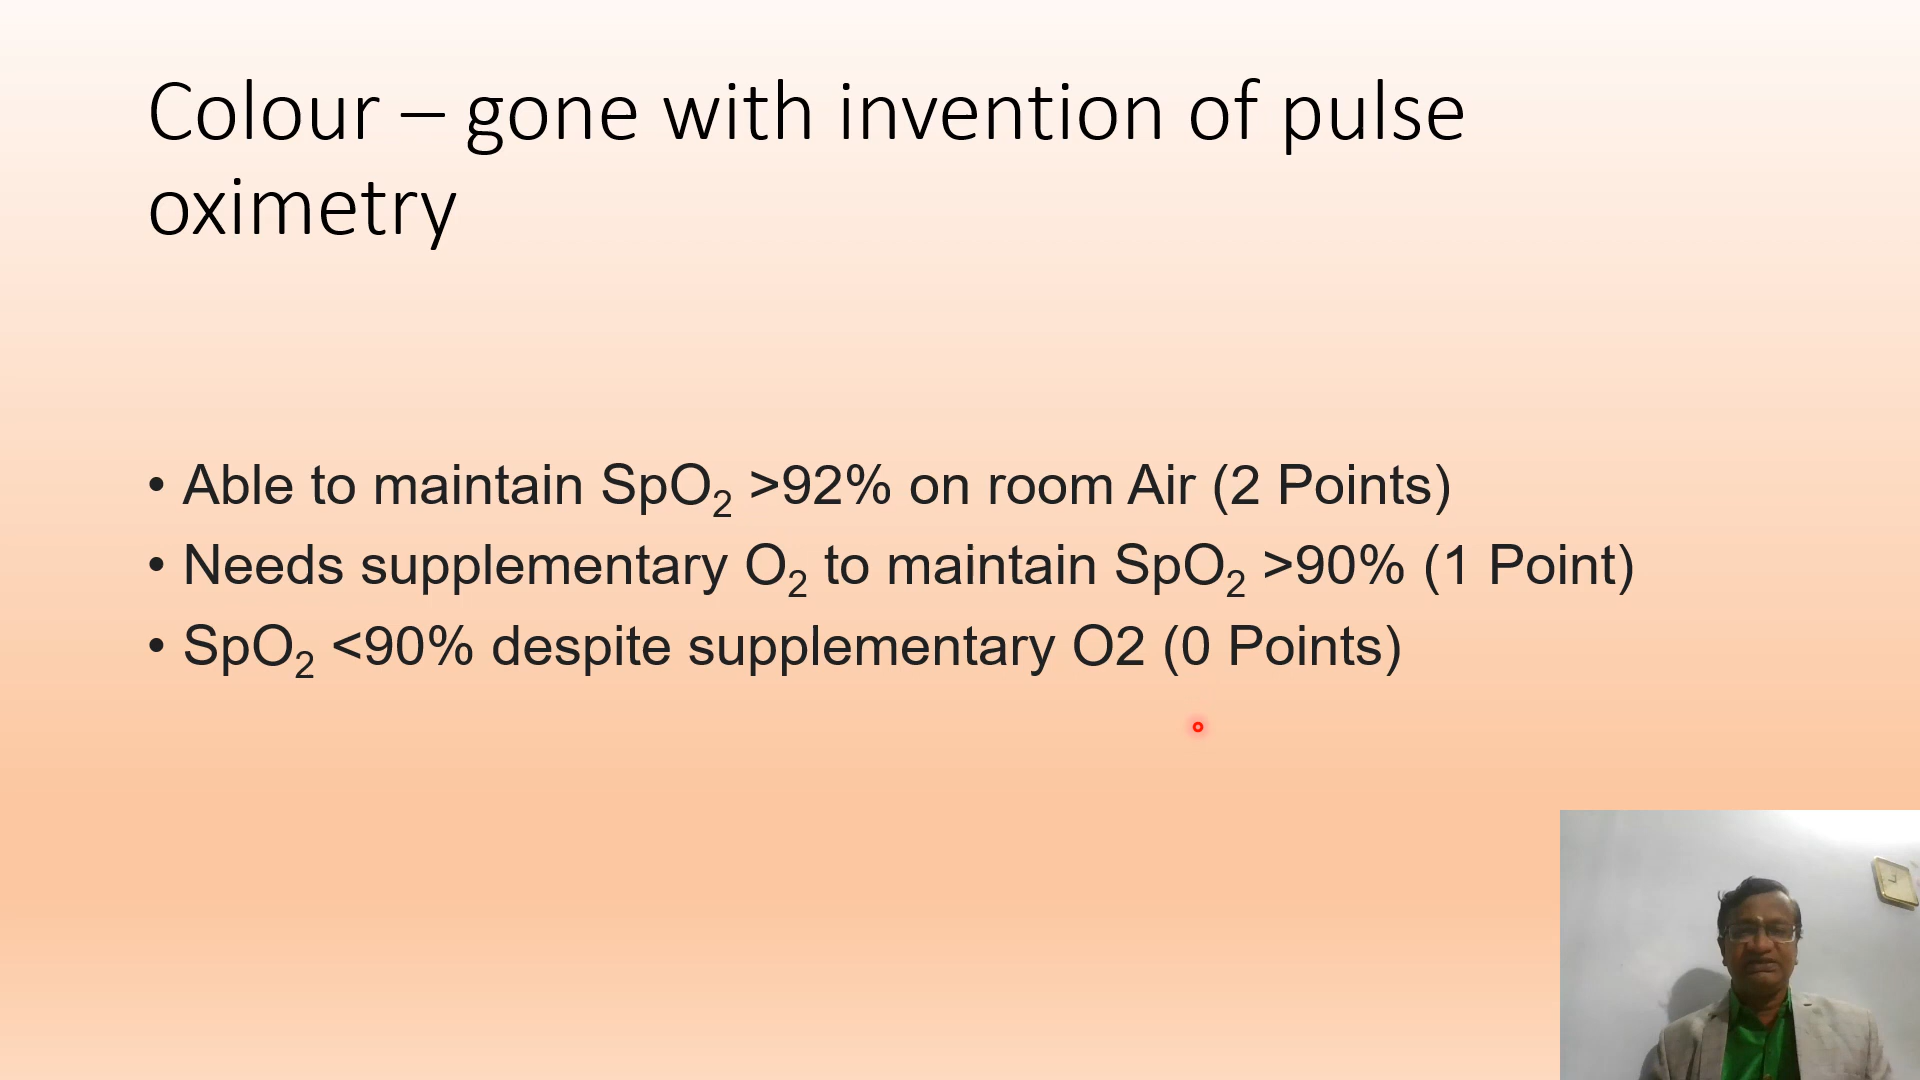 Colour – gone with invention of pulse
oximetry
• Able to maintain SpO₂ >92% on room Air (2 Points)
• Needs supplementary O₂ to maintain SpO₂ >90% (1 Point)
• SpO₂ <90% despite supplementary O2 (0 Points)